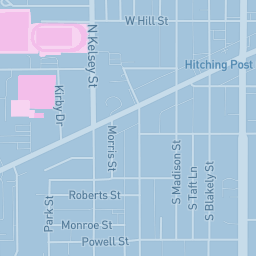 W Hill St
N Kelsey St
Hitching Post
Kirby Dr
Morris St
S Madison St
S Taft Ln
S Blakely St
Park St
Roberts St
Monroe St
Powell St